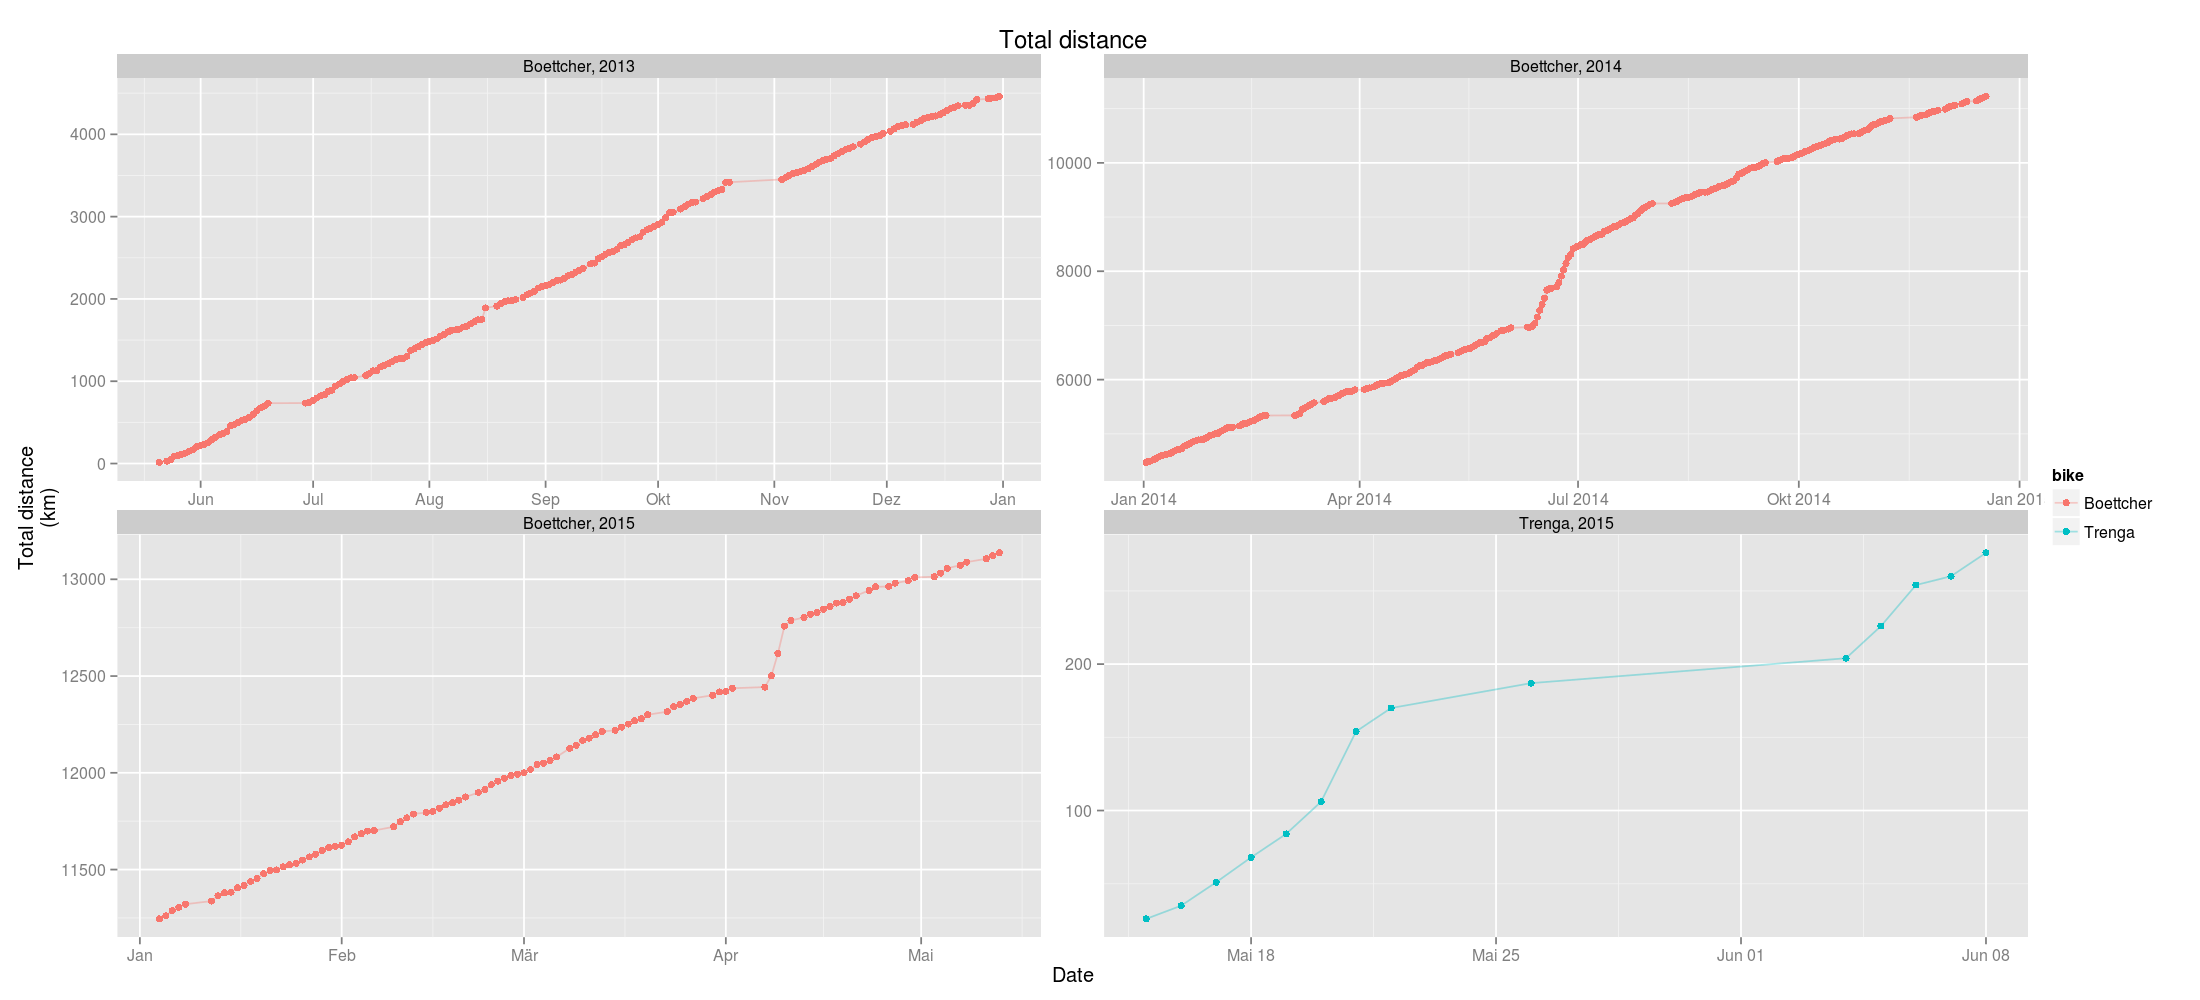 Total distance
Boettcher, 2013
Boettcher, 2014
4000
3000
2000
1000
0
10000
8000
6000
Jun Jul Aug Sep Okt Nov Dez Jan
Jan 2014 Apr 2014 Jul 2014 Okt 2014 Jan 201
Boettcher, 2015
Trenga, 2015
13000
12500
12000
11500
200
100
Jan Feb Mär Apr Mai
Mai 18 Mai 25 Jun 01 Jun 08
Total distance
(km)
Date
bike
Boettcher
Trenga